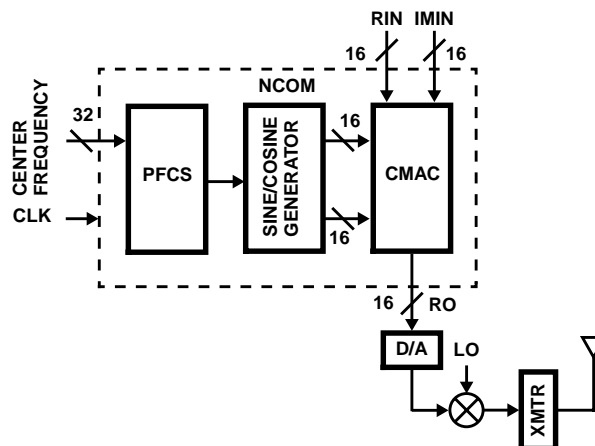 RIN IMIN
16 16
NCOM
CENTER
FREQUENCY
32
CLK
PFCS
SINE/COSINE
GENERATOR
16
16
CMAC
16 RO
D/A
LO
XMTR